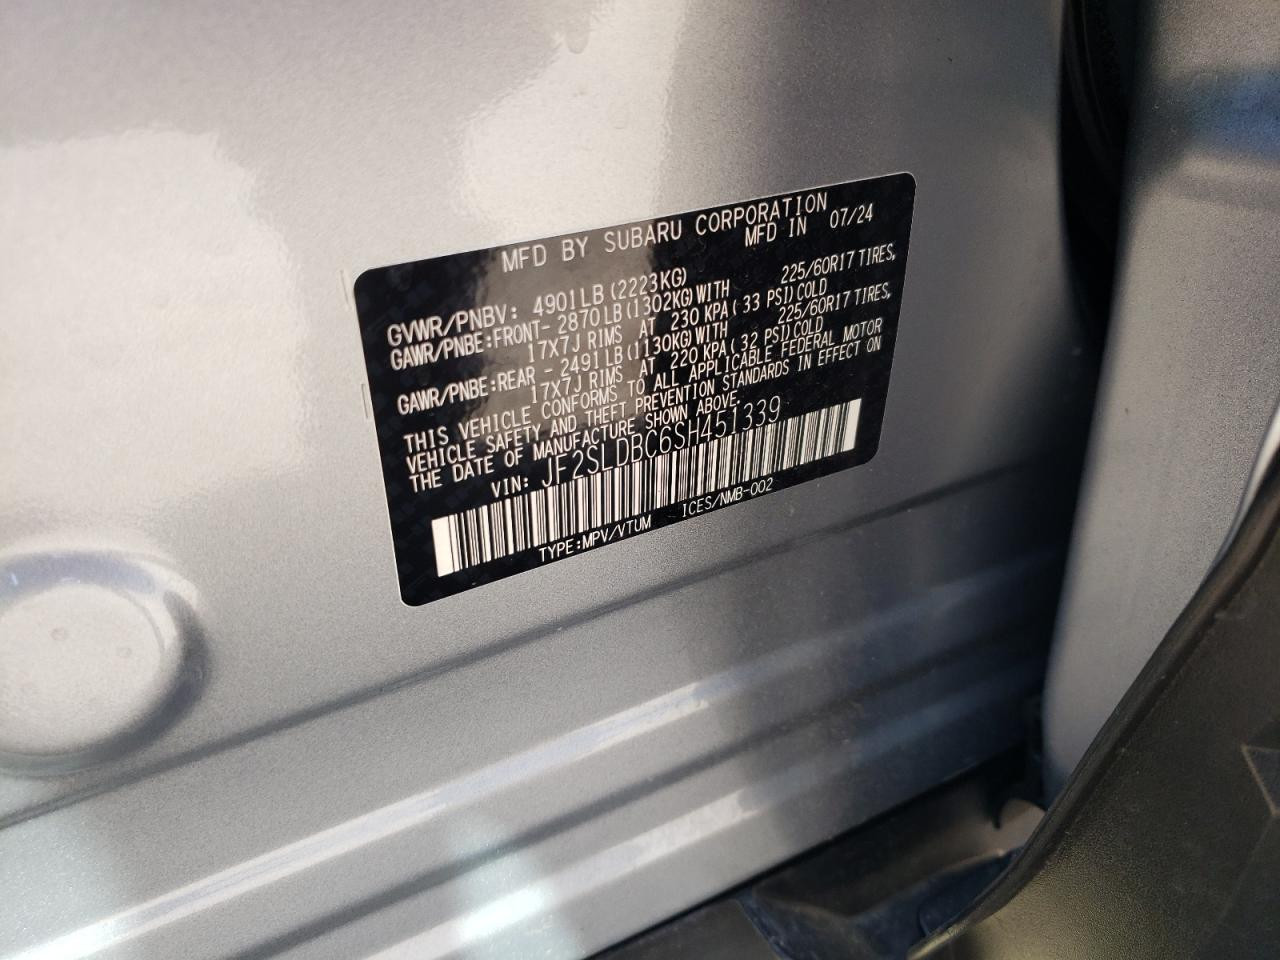 MFD BY SUBARU CORPORATION
MFD IN 07/24
GVWR/PNBV: 4901LB (2223KG)
GAWR/PNBE:FRONT- 2870LB(1302KG)WITH 225/60R17 TIRES,
17X7J RIMS AT 230 KPA( 33 PSI)COLD
GAWR/PNBE:REAR - 2491LB(1130KG)WITH 225/60R17 TIRES,
17X7J RIMS AT 220 KPA( 32 PSI)COLD
THIS VEHICLE CONFORMS TO ALL APPLICABLE FEDERAL MOTOR
VEHICLE SAFETY AND THEFT PREVENTION STANDARDS IN EFFECT ON
THE DATE OF MANUFACTURE SHOWN ABOVE.
VIN: JF2SLDBC6SH451339
TYPE:MPV/VTUM ICES/NMB-002